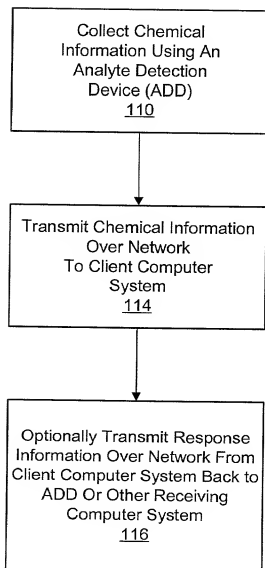 Collect Chemical
Information Using An
Analyte Detection
Device (ADD)
110
Transmit Chemical Information
Over Network
To Client Computer
System
114
Optionally Transmit Response
Information Over Network From
Client Computer System Back to
ADD Or Other Receiving
Computer System
116